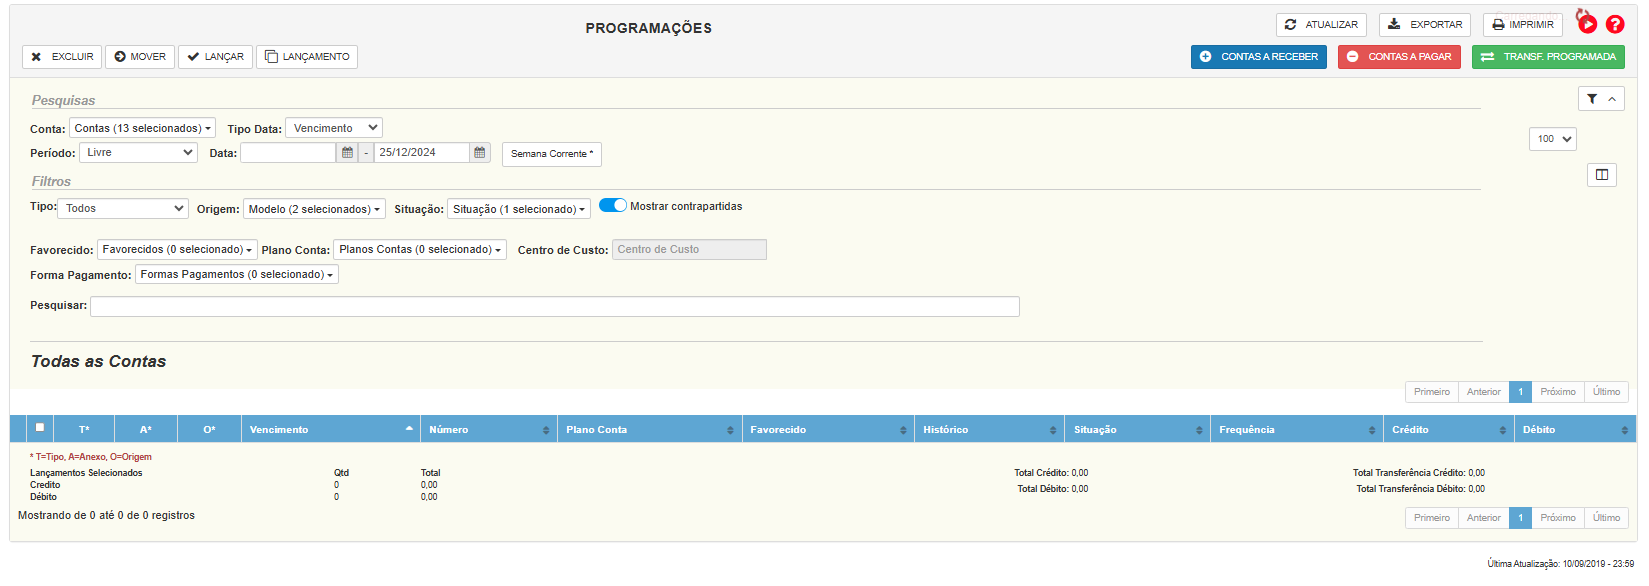 PROGRAMAÇÕES
ATUALIZAR EXPORTAR IMPRIMIR ?
EXCLUIR MOVER LANÇAR LANÇAMENTO CONTAS A RECEBER CONTAS A PAGAR TRANSF. PROGRAMADA
Pesquisas
Conta: Contas (13 selecionados) Tipo Data: Vencimento
100
Período: Livre Data: - 25/12/2024 Semana Corrente *
Filtros
Tipo: Todos Origem: Modelo (2 selecionados) Situação: Situação (1 selecionado) Mostrar contrapartidas
Favorecido: Favorecidos (0 selecionado) Plano Conta: Planos Contas (0 selecionado) Centro de Custo: Centro de Custo
Forma Pagamento: Formas Pagamentos (0 selecionado)
Pesquisar:
Todas as Contas
Primeiro Anterior 1 Próximo Último
T* A* O* Vencimento Número Plano Conta Favorecido Histórico Situação Frequência Crédito Débito
* T=Tipo, A=Anexo, O=Origem
Lançamentos Selecionados Qtd Total Total Crédito: 0,00 Total Transferência Crédito: 0,00
Credito 0 0,00
Total Débito: 0,00 Total Transferência Débito: 0,00
Débito 0 0,00
Mostrando de 0 até 0 de 0 registros
Primeiro Anterior 1 Próximo Último
Última Atualização: 10/09/2019 - 23:59